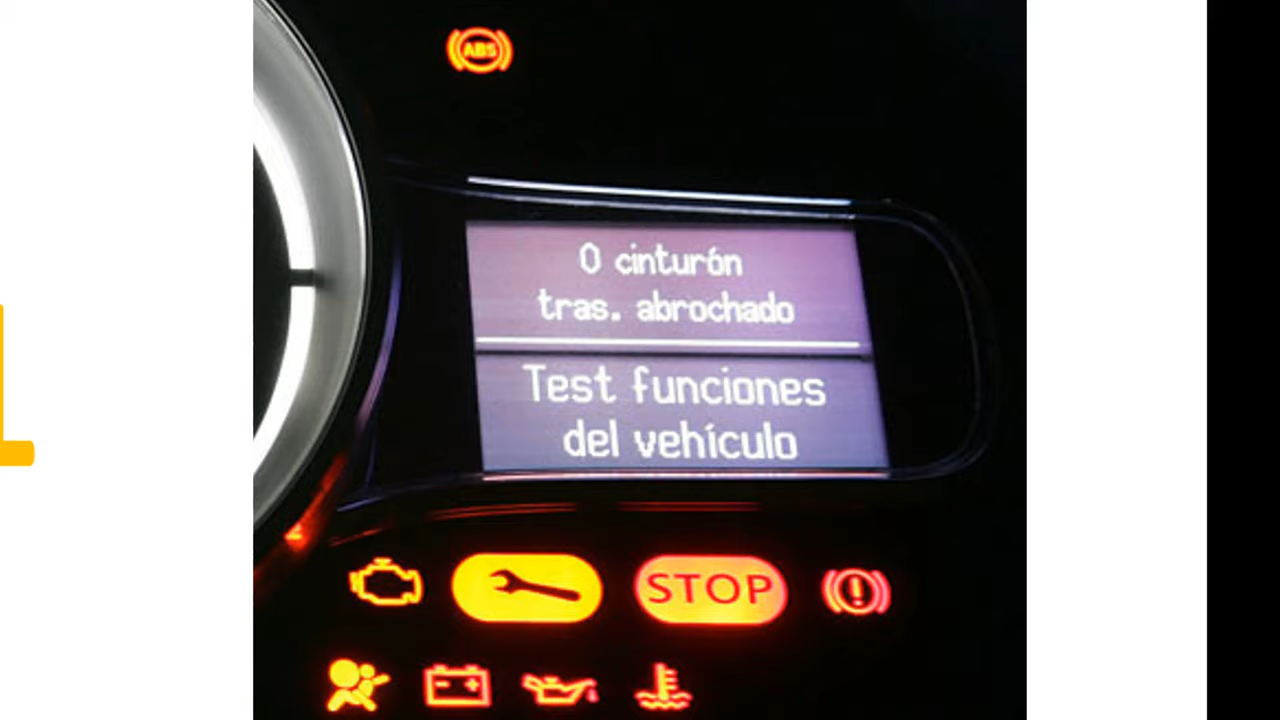 ABS
0 cinturón
tras. abrochado
Test funciones
del vehículo
STOP